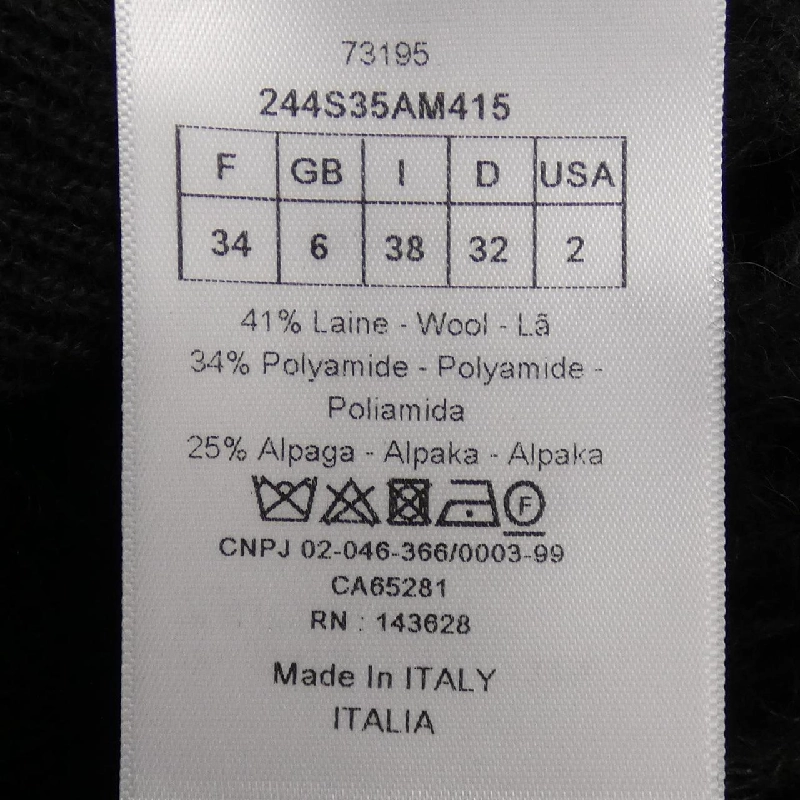 73195
244S35AM415
F GB I D USA
34 6 38 32 2
41% Laine - Wool - Lã
34% Polyamide - Polyamide -
Poliamida
25% Alpaga - Alpaka - Alpaka
F
CNPJ 02-046-366/0003-99
CA65281
RN : 143628
Made In ITALY
ITALIA